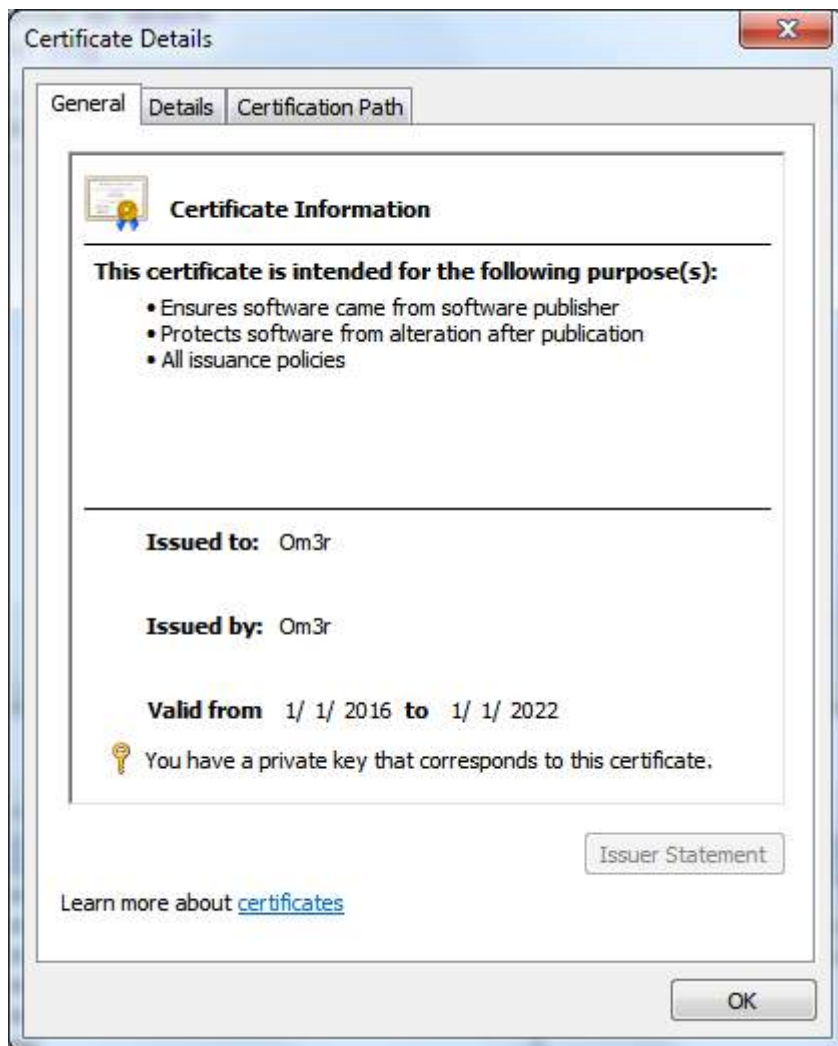 Certificate Details
General Details Certification Path
Certificate Information
This certificate is intended for the following purpose(s):
• Ensures software came from software publisher
• Protects software from alteration after publication
• All issuance policies
Issued to: Om3r
Issued by: Om3r
Valid from 1/ 1/ 2016 to 1/ 1/ 2022
You have a private key that corresponds to this certificate.
Issuer Statement
Learn more about certificates
OK